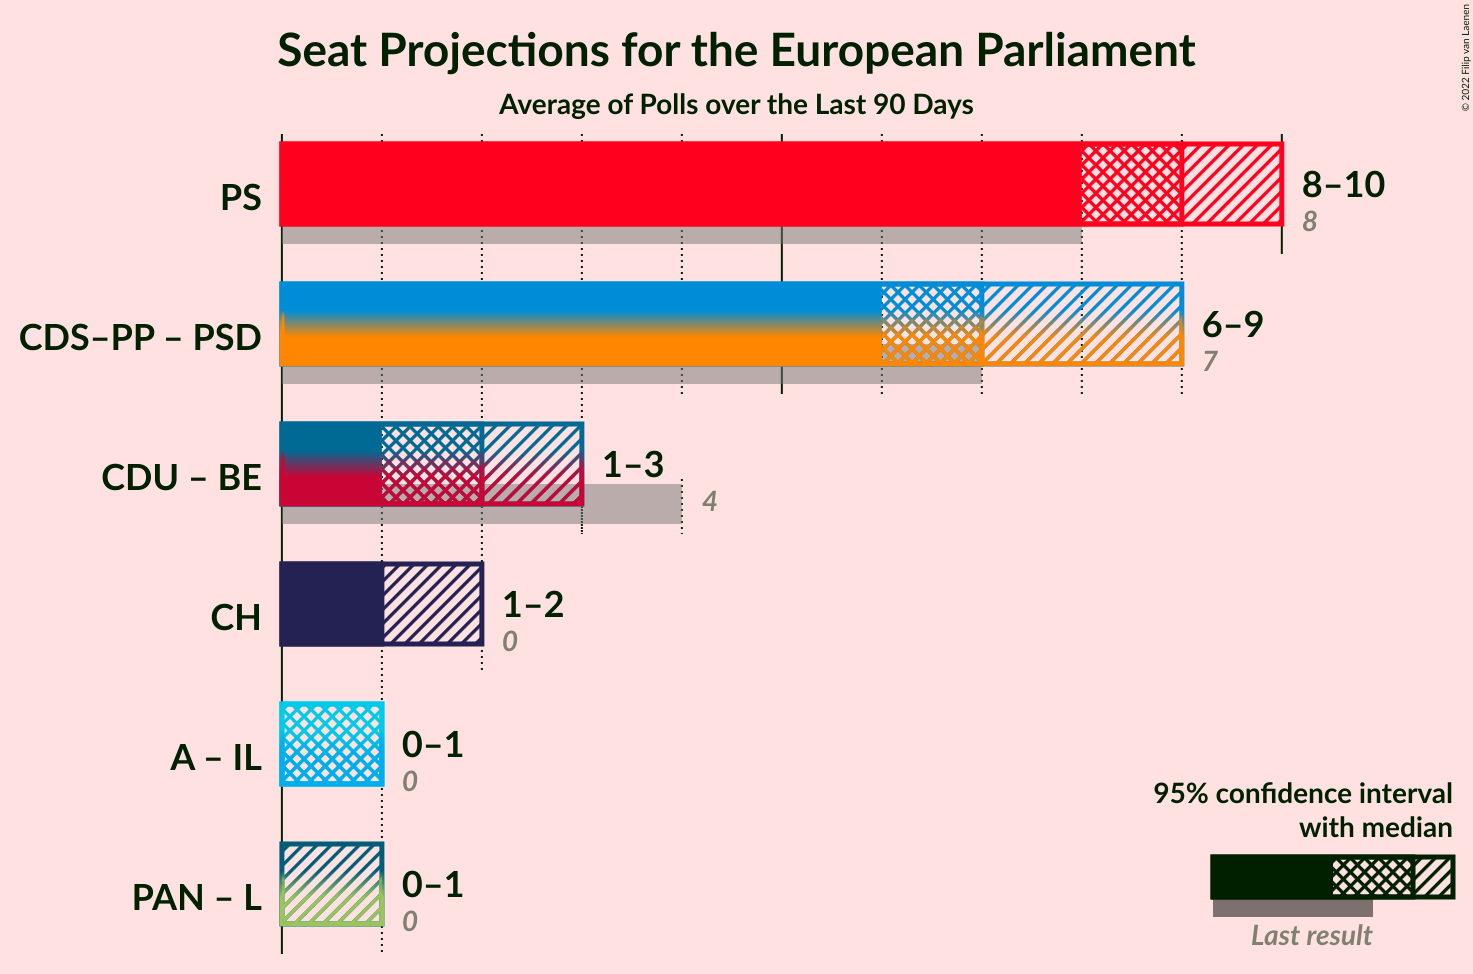 Seat Projections for the European Parliament
Average of Polls over the Last 90 Days
© 2022 Filip van Laenen
PS
8–10
8
CDS–PP – PSD
6–9
7
CDU – BE
1–3
4
CH
1–2
0
A – IL
0–1
0
PAN – L
0–1
0
95% confidence interval
with median
Last result